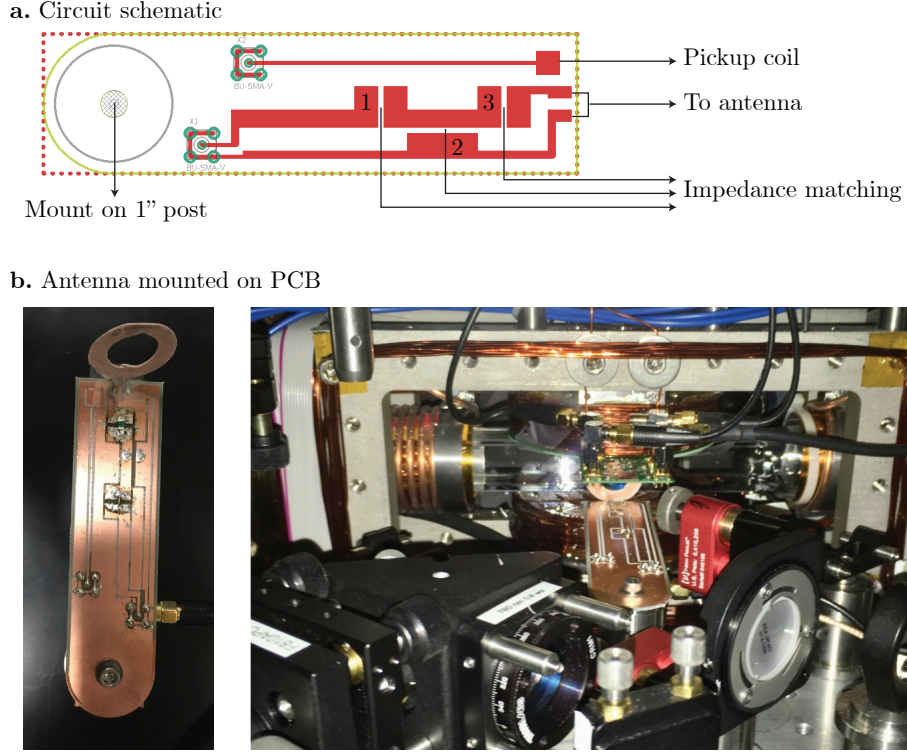 a. Circuit schematic
X2
BU-SMA-V
Pickup coil
1
3
To antenna
X1
2
BU-SMA-V
Impedance matching
Mount on 1” post
b. Antenna mounted on PCB